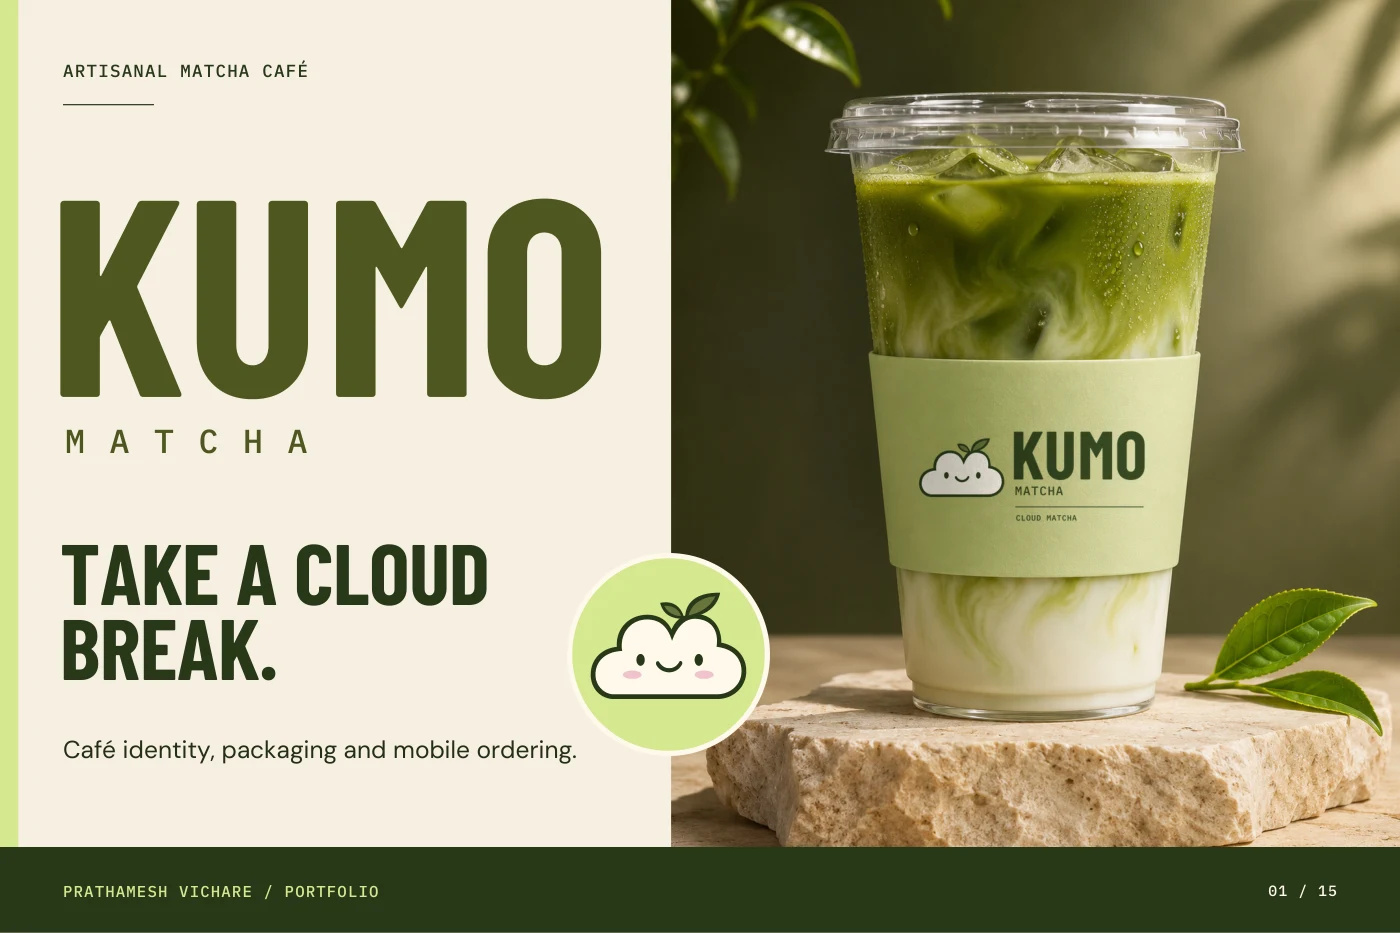 ARTISANAL MATCHA CAFÉ
KUMO
MATCHA
TAKE A CLOUD
BREAK.
Café identity, packaging and mobile ordering.
KUMO
MATCHA
CLOUD MATCHA
PRATHAMESH VICHARE / PORTFOLIO
01 / 15